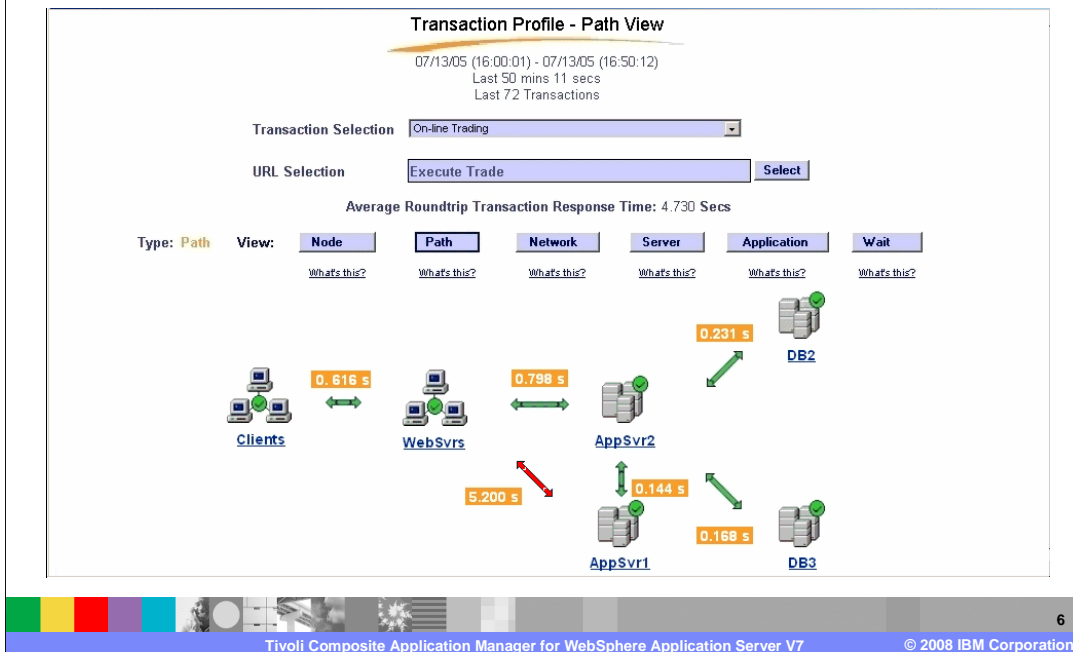 Transaction Profile - Path View
07/13/05 (16:00:01) - 07/13/05 (16:50:12)
Last 50 mins 11 secs
Last 72 Transactions
Transaction Selection On-line Trading
URL Selection Execute Trade Select
Average Roundtrip Transaction Response Time: 4.730 Secs
Type: Path View: Node Path Network Server Application Wait
What's this? What's this? What's this? What's this? What's this? What's this?
0.231 s
DB2
0. 616 s 0.798 s
Clients WebSvrs AppSvr2
5.200 s 0.144 s
0.168 s
AppSvr1 DB3
6
Tivoli Composite Application Manager for WebSphere Application Server V7 © 2008 IBM Corporation